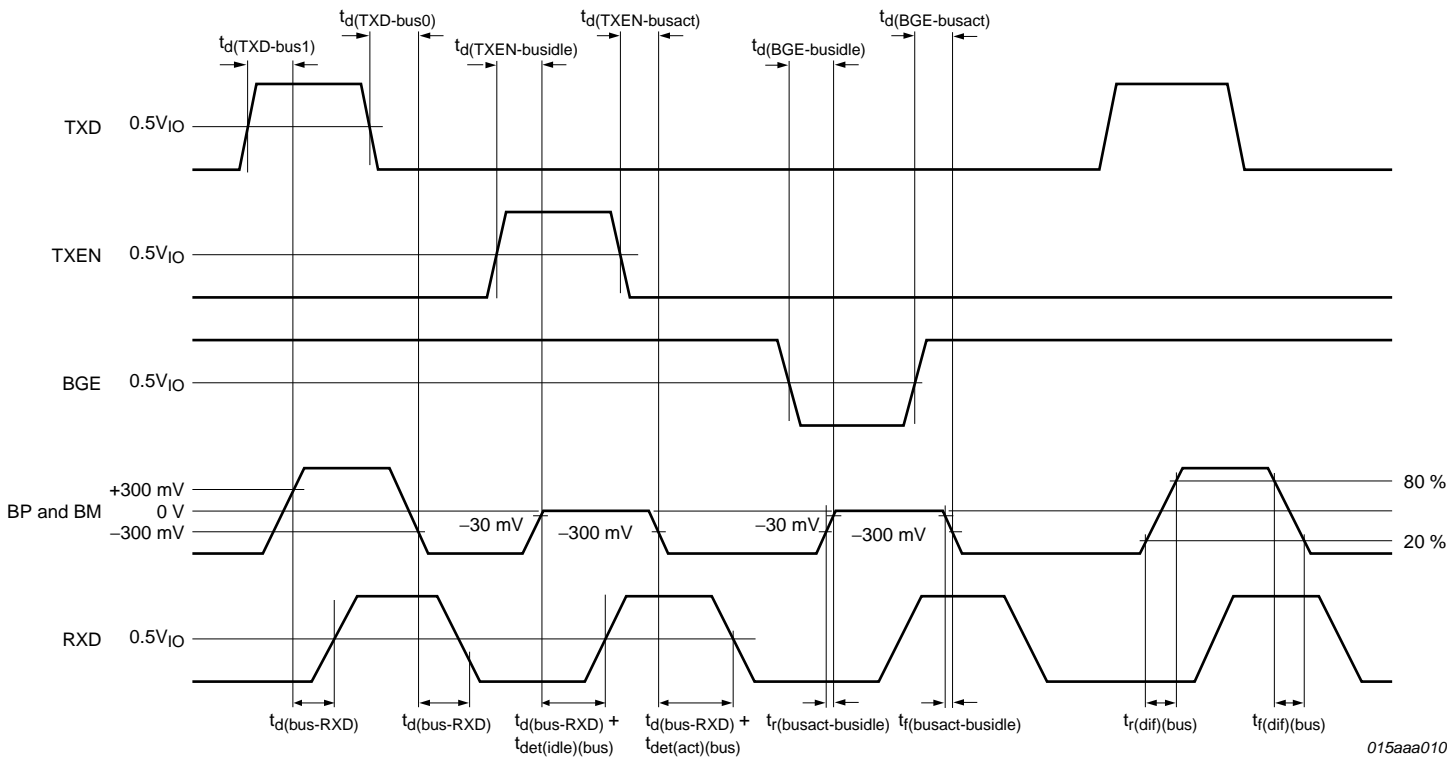 td(TXD-bus0) td(TXEN-busact) td(BGE-busact)
td(TXD-bus1) td(TXEN-busidle) td(BGE-busidle)
TXD 0.5VIO
TXEN 0.5VIO
BGE 0.5VIO
+300 mV 80 %
BP and BM 0 V
−30 mV −300 mV −30 mV −300 mV
−300 mV 20 %
RXD 0.5VIO
td(bus-RXD) td(bus-RXD) td(bus-RXD) + td(bus-RXD) + tr(busact-busidle) tf(busact-busidle) tr(dif)(bus) tf(dif)(bus)
tdet(idle)(bus) tdet(act)(bus)
015aaa010